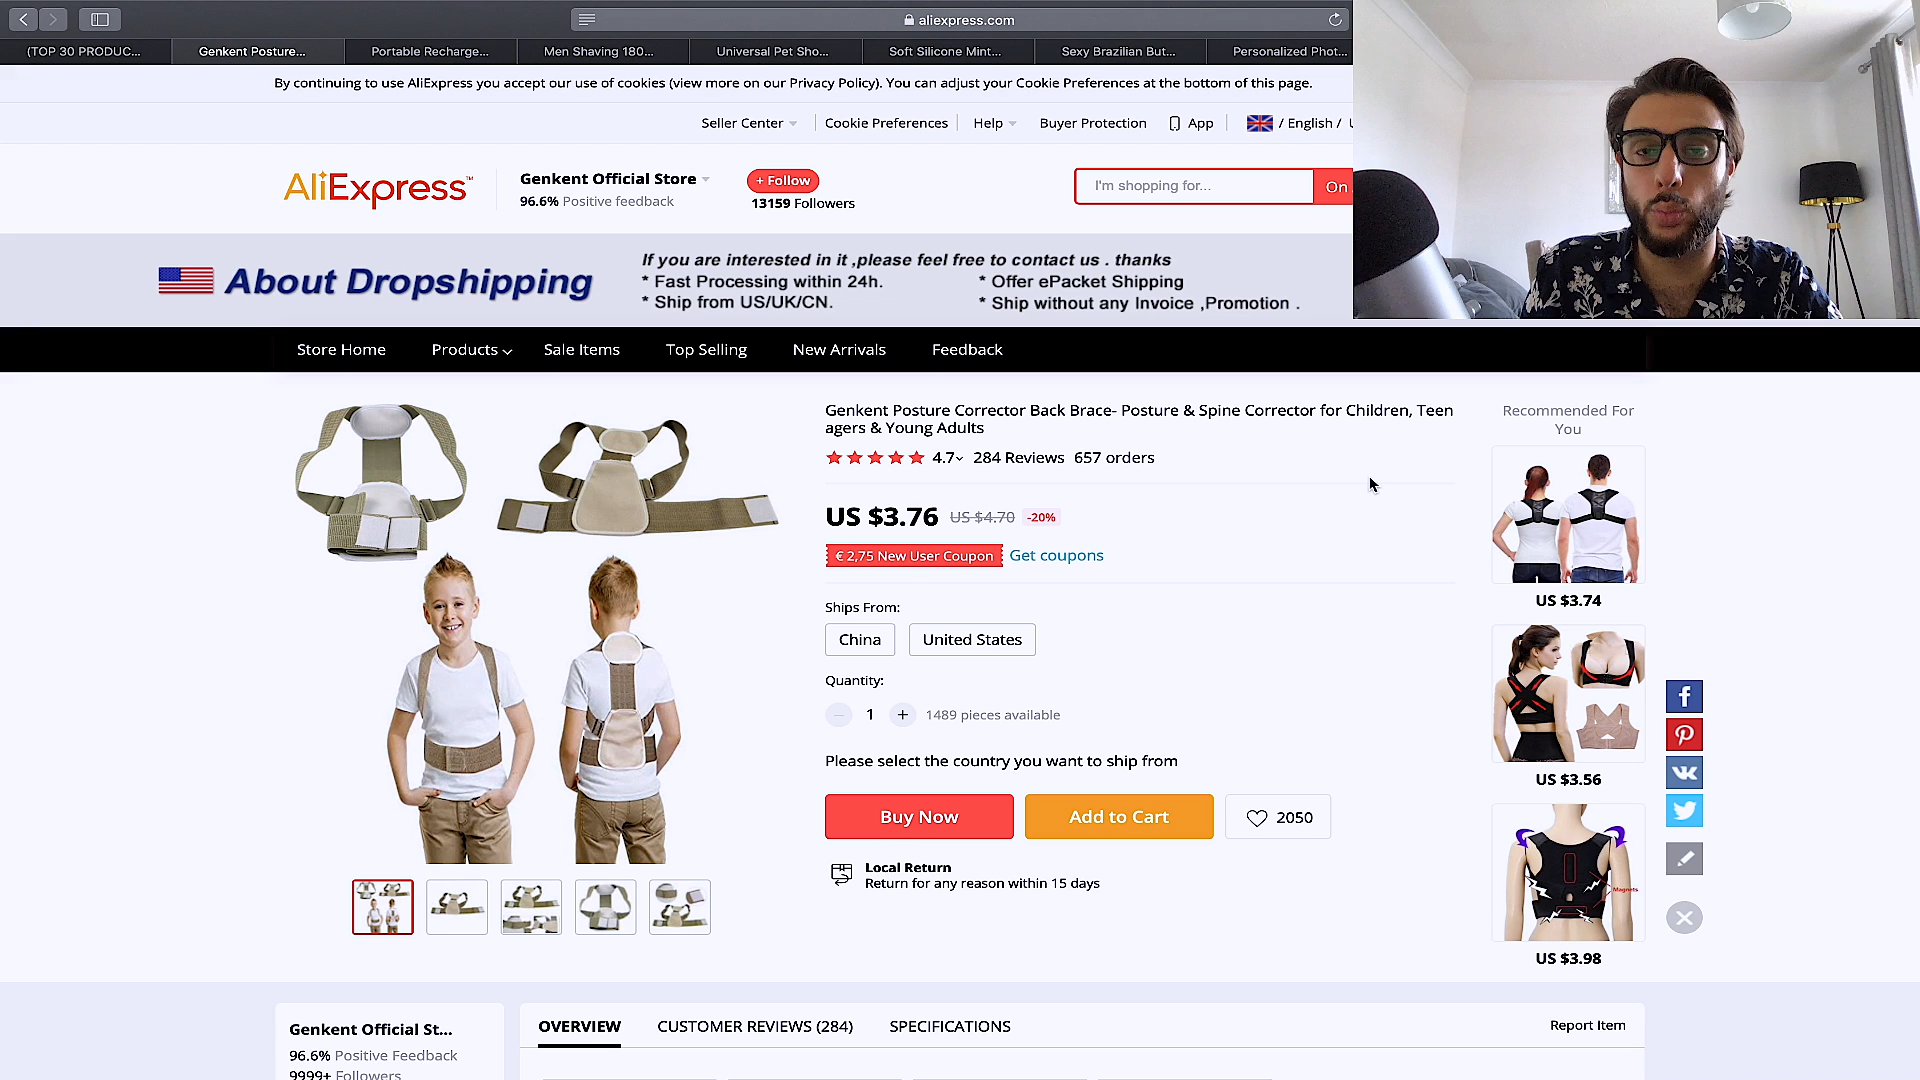 aliexpress.com
(TOP 30 PRODUC...
Genkent Posture...
Portable Recharge...
Men Shaving 180...
Universal Pet Sho...
Soft Silicone Mint...
Sexy Brazilian But...
Personalized Phot...
By continuing to use AliExpress you accept our use of cookies (view more on our Privacy Policy). You can adjust your Cookie Preferences at the bottom of this page.
Seller Center
Cookie Preferences
Help
Buyer Protection
App
/ English /
AliExpress™
Genkent Official Store
96.6% Positive feedback
+ Follow
13159 Followers
I'm shopping for...
On
About Dropshipping
If you are interested in it ,please feel free to contact us . thanks
* Fast Processing within 24h.
* Offer ePacket Shipping
* Ship from US/UK/CN.
* Ship without any Invoice ,Promotion .
Store Home
Products
Sale Items
Top Selling
New Arrivals
Feedback
Genkent Posture Corrector Back Brace- Posture & Spine Corrector for Children, Teen
agers & Young Adults
4.7
284 Reviews
657 orders
US $3.76
US $4.70
-20%
€ 2,75 New User Coupon
Get coupons
Ships From:
China
United States
Quantity:
1
1489 pieces available
Please select the country you want to ship from
Buy Now
Add to Cart
2050
Local Return
Return for any reason within 15 days
Recommended For
You
US $3.74
US $3.56
Magnets
US $3.98
Genkent Official St...
96.6% Positive Feedback
9999+ Followers
OVERVIEW
CUSTOMER REVIEWS (284)
SPECIFICATIONS
Report Item